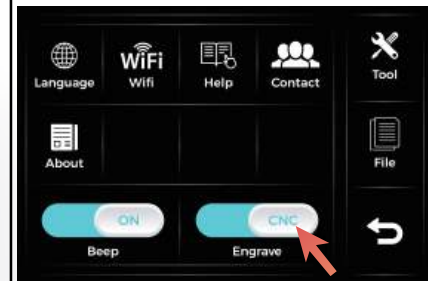 WiFi
Language Wifi Help Contact Tool
About File
ON CNC
Beep Engrave